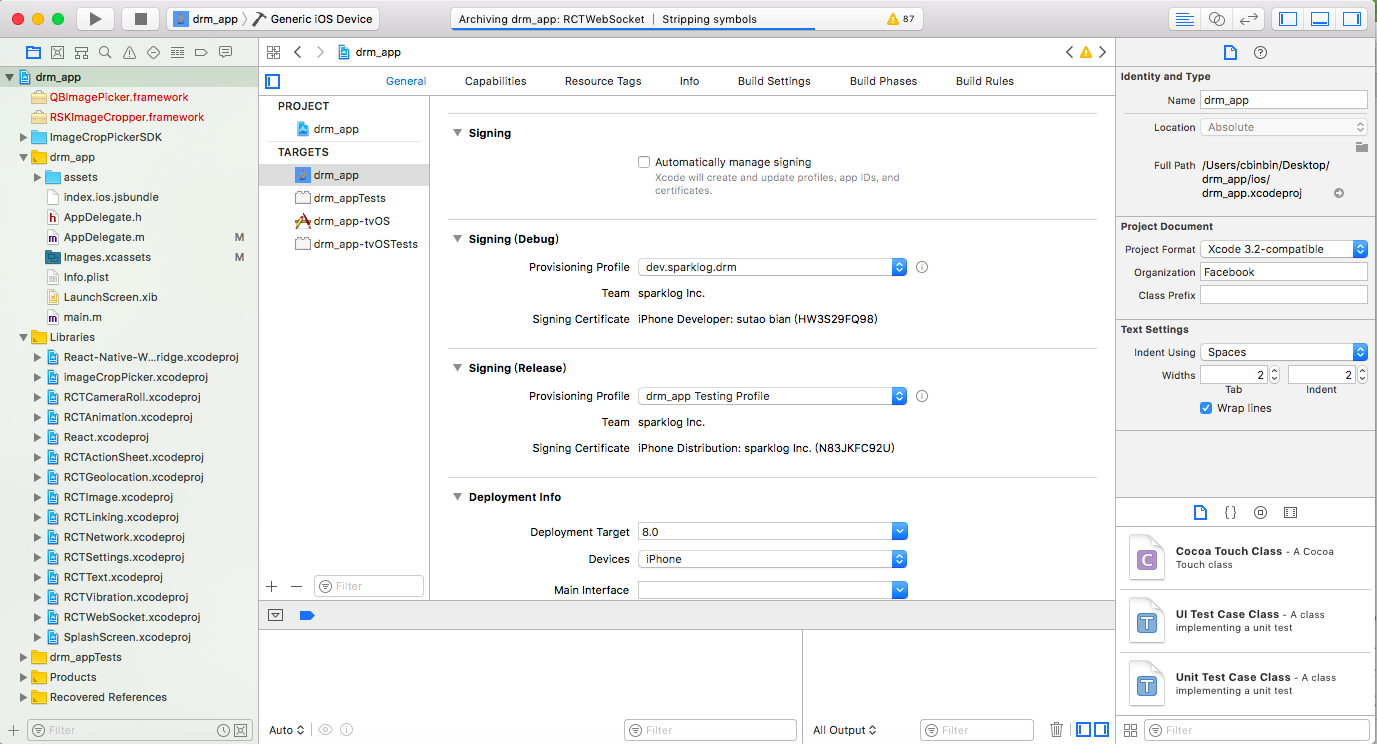 drm_app
Generic iOS Device
Archiving drm_app: RCTWebSocket | Stripping symbols
87
drm_app
QBImagePicker.framework
RSKImageCropper.framework
ImageCropPickerSDK
drm_app
assets
index.ios.jsbundle
AppDelegate.h
AppDelegate.m M
Images.xcassets M
Info.plist
LaunchScreen.xib
main.m
Libraries
React-Native-W...ridge.xcodeproj
imageCropPicker.xcodeproj
RCTCameraRoll.xcodeproj
RCTAnimation.xcodeproj
React.xcodeproj
RCTActionSheet.xcodeproj
RCTGeolocation.xcodeproj
RCTImage.xcodeproj
RCTLinking.xcodeproj
RCTNetwork.xcodeproj
RCTSettings.xcodeproj
RCTText.xcodeproj
RCTVibration.xcodeproj
RCTWebSocket.xcodeproj
SplashScreen.xcodeproj
drm_appTests
Products
Recovered References
Filter
drm_app
General Capabilities Resource Tags Info Build Settings Build Phases Build Rules
PROJECT
drm_app
TARGETS
drm_app
drm_appTests
drm_app-tvOS
drm_app-tvOSTests
Filter
Signing
Automatically manage signing
Xcode will create and update profiles, app IDs, and
certificates.
Signing (Debug)
Provisioning Profile dev.sparklog.drm
Team sparklog Inc.
Signing Certificate iPhone Developer: sutao bian (HW3S29FQ98)
Signing (Release)
Provisioning Profile drm_app Testing Profile
Team sparklog Inc.
Signing Certificate iPhone Distribution: sparklog Inc. (N83JKFC92U)
Deployment Info
Deployment Target 8.0
Devices iPhone
Main Interface
Auto
Filter
All Output
Filter
Identity and Type
Name drm_app
Location Absolute
Full Path /Users/cbinbin/Desktop/
drm_app/ios/
drm_app.xcodeproj
Project Document
Project Format Xcode 3.2-compatible
Organization Facebook
Class Prefix
Text Settings
Indent Using Spaces
Widths 2 2
Tab Indent
Wrap lines
{}
C
Cocoa Touch Class - A Cocoa
Touch class
T
UI Test Case Class - A class
implementing a unit test
T
Unit Test Case Class - A class
implementing a unit test
Filter